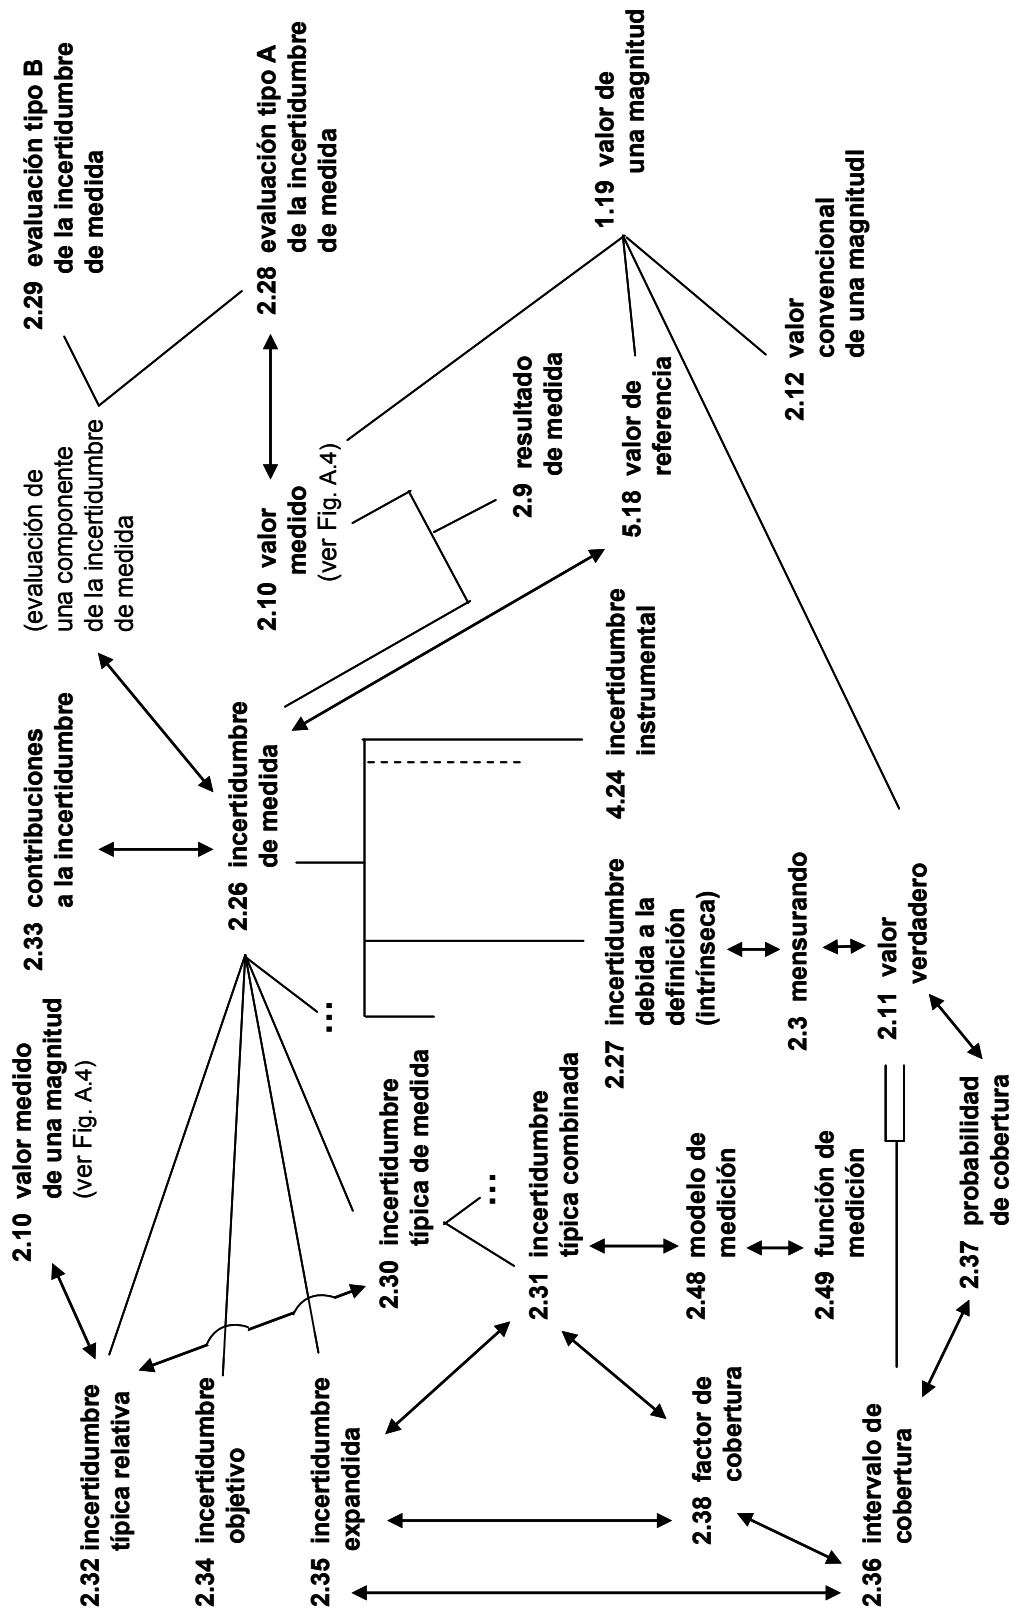 2.10 valor medido
de una magnitud
(ver Fig. A.4)
2.33 contribuciones
a la incertidumbre
(evaluación de
una componente
de la incertidumbre
de medida
2.29 evaluación tipo B
de la incertidumbre
de medida
2.32 incertidumbre
típica relativa
2.34 incertidumbre
objetivo
2.35 incertidumbre
expandida
2.26 incertidumbre
de medida
2.10 valor
medido
(ver Fig. A.4)
2.28 evaluación tipo A
de la incertidumbre
de medida
...
2.30 incertidumbre
típica de medida
...
2.31 incertidumbre
típica combinada
2.9 resultado
de medida
1.19 valor de
una magnitud
2.27 incertidumbre
debida a la
definición
(intrínseca)
4.24 incertidumbre
instrumental
5.18 valor de
referencia
2.38 factor de
cobertura
2.48 modelo de
medición
2.3 mensurando
2.12 valor
convencional
de una magnitudl
2.49 función de
medición
2.36 intervalo de
cobertura
2.11 valor
verdadero
2.37 probabilidad
de cobertura